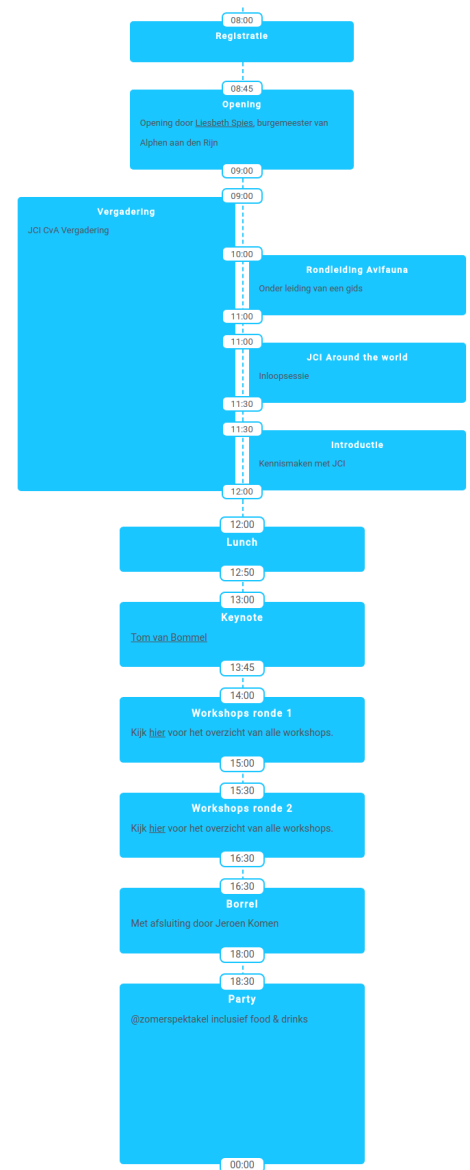 08:00
Registratie
08:45
Opening
Opening door Liesbeth Spies, burgemeester van
Alphen aan den Rijn
09:00
09:00
Vergadering
JCI CvA Vergadering
10:00
Rondleiding Avifauna
Onder leiding van een gids
11:00
11:00
JCI Around the world
Inloopsessie
11:30
11:30
Introductie
Kennismaken met JCI
12:00
12:00
Lunch
12:50
13:00
Keynote
Tom van Bommel
13:45
14:00
Workshops ronde 1
Kijk hier voor het overzicht van alle workshops.
15:00
15:30
Workshops ronde 2
Kijk hier voor het overzicht van alle workshops.
16:30
16:30
Borrel
Met afsluiting door Jeroen Komen
18:00
18:30
Party
@zomerspektakel inclusief food & drinks
00:00